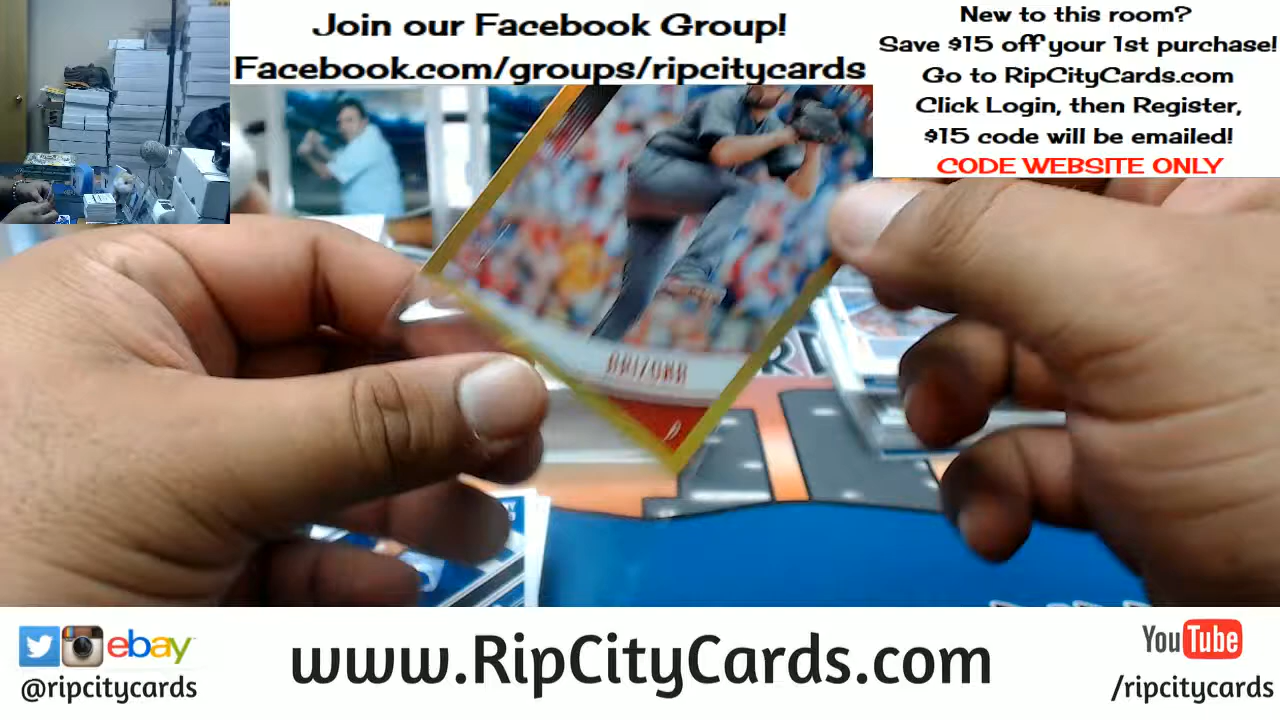 Join our Facebook Group!
Facebook.com/groups/ripcitycards
New to this room?
Save $15 off your 1st purchase!
Go to RipCityCards.com
Click Login, then Register,
$15 code will be emailed!
CODE WEBSITE ONLY
ebay
@ripcitycards
www.RipCityCards.com
YouTube
/ripcitycards